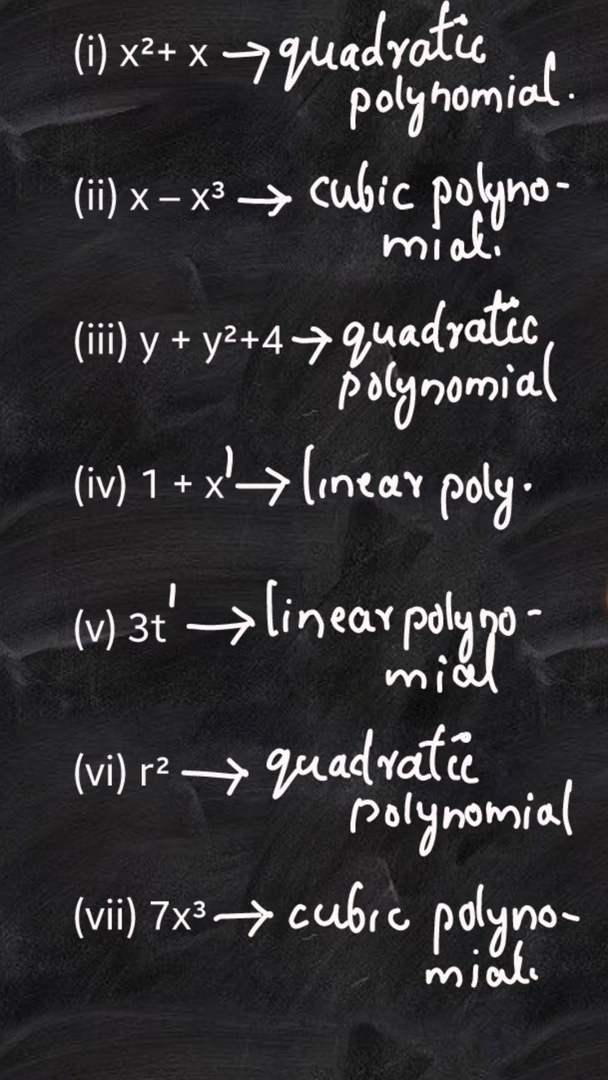 (i) x²+ x → quadratic
polynomial.
(ii) x – x³ → cubic polyno-
mial.
(iii) y + y²+4 → quadratic
polynomial
(iv) 1 + x¹ → linear poly.
(v) 3t¹ → linear polyno-
mial
(vi) r² → quadratic
polynomial
(vii) 7x³ → cubic polyno-
mial.